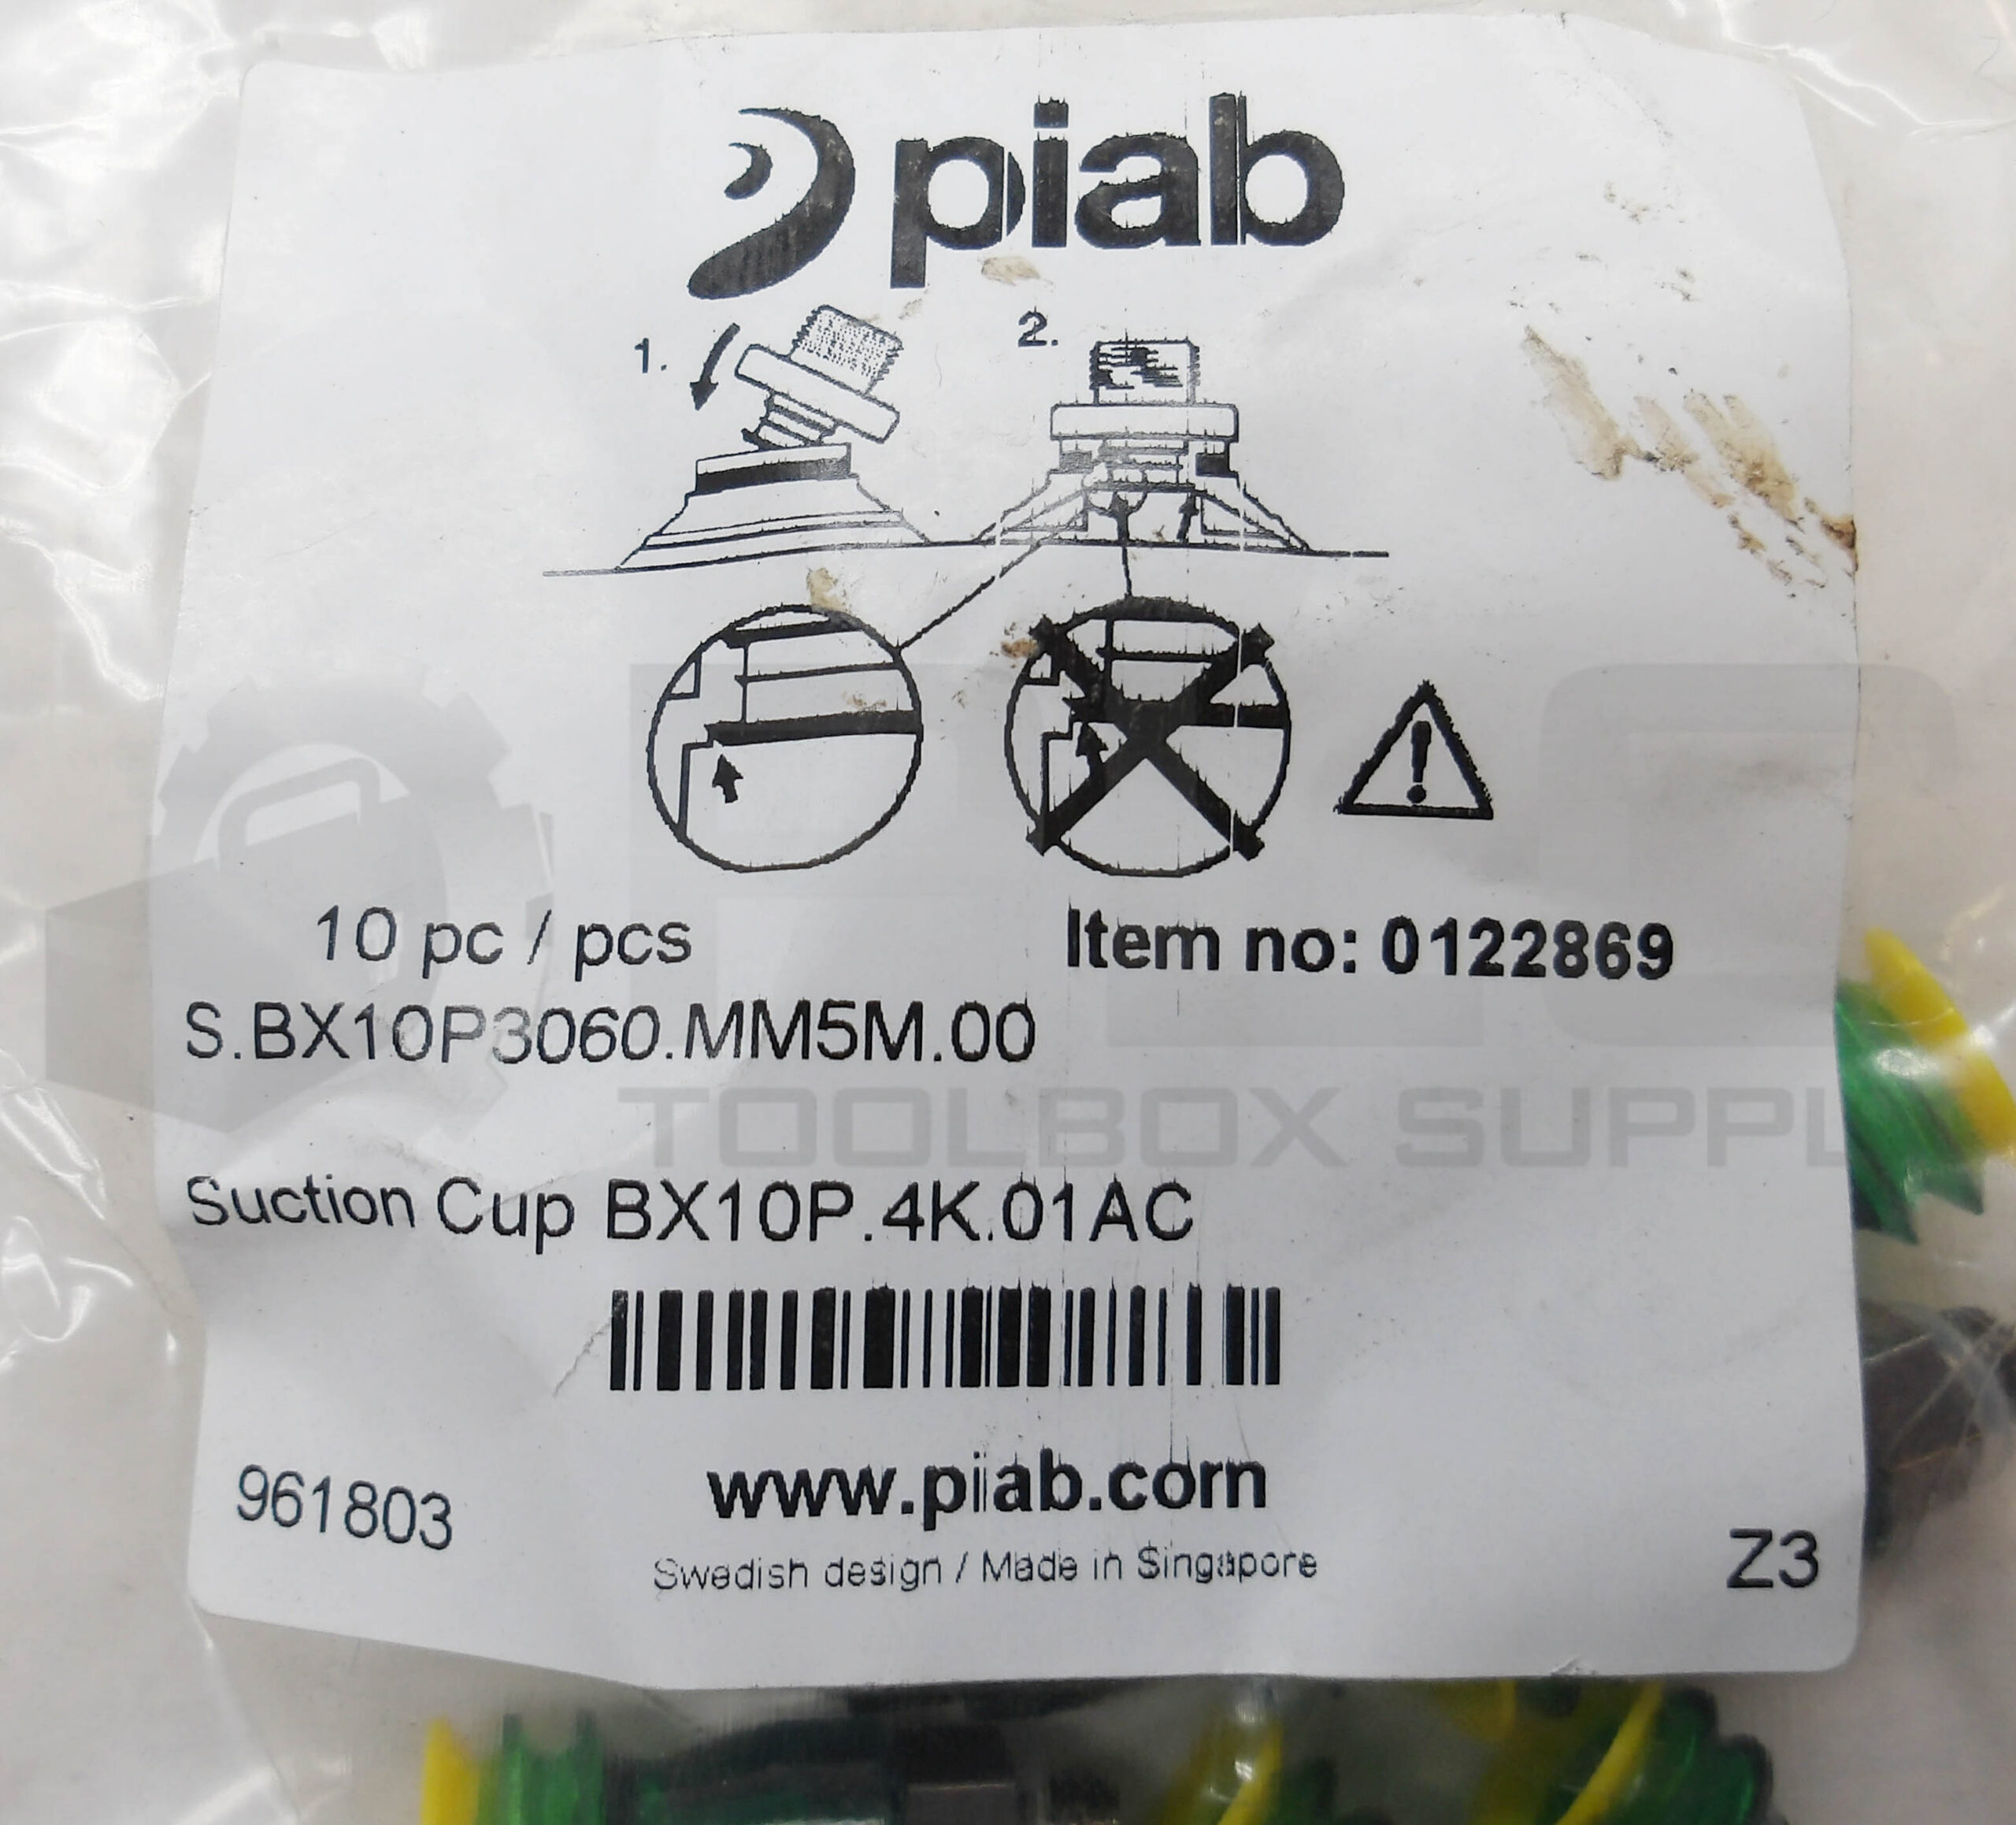 piab
1. 2.
10 pc / pcs Item no: 0122869
S.BX10P3060.MM5M.00
TOOLBOX SUPPL
Suction Cup BX10P.4K.01AC
www.piab.com
961803
Swedish design / Made in Singapore
Z3